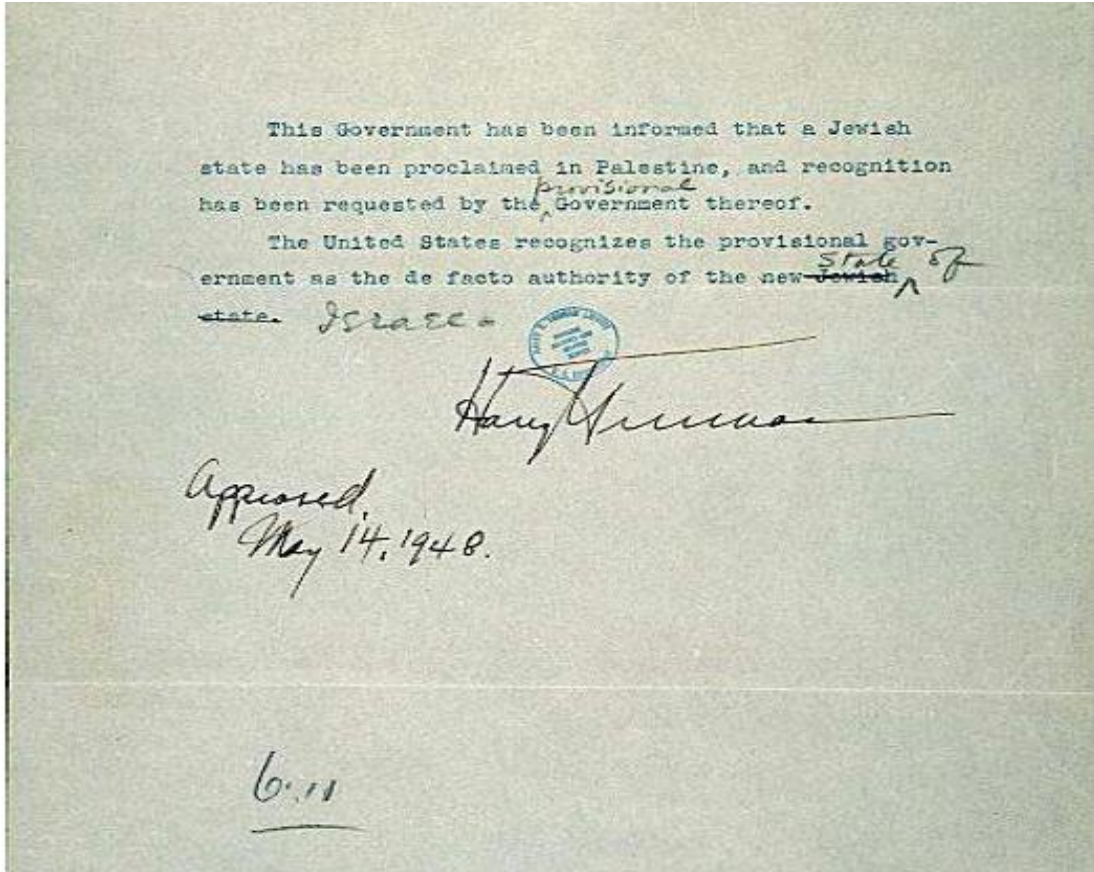 This Government has been informed that a Jewish
state has been proclaimed in Palestine, and recognition
has been requested by the provisional Government thereof.
The United States recognizes the provisional gov-
ernment as the de facto authority of the new Jewish State of
state. Israel.
Harry Truman
Approved,
May 14, 1948.
6.11